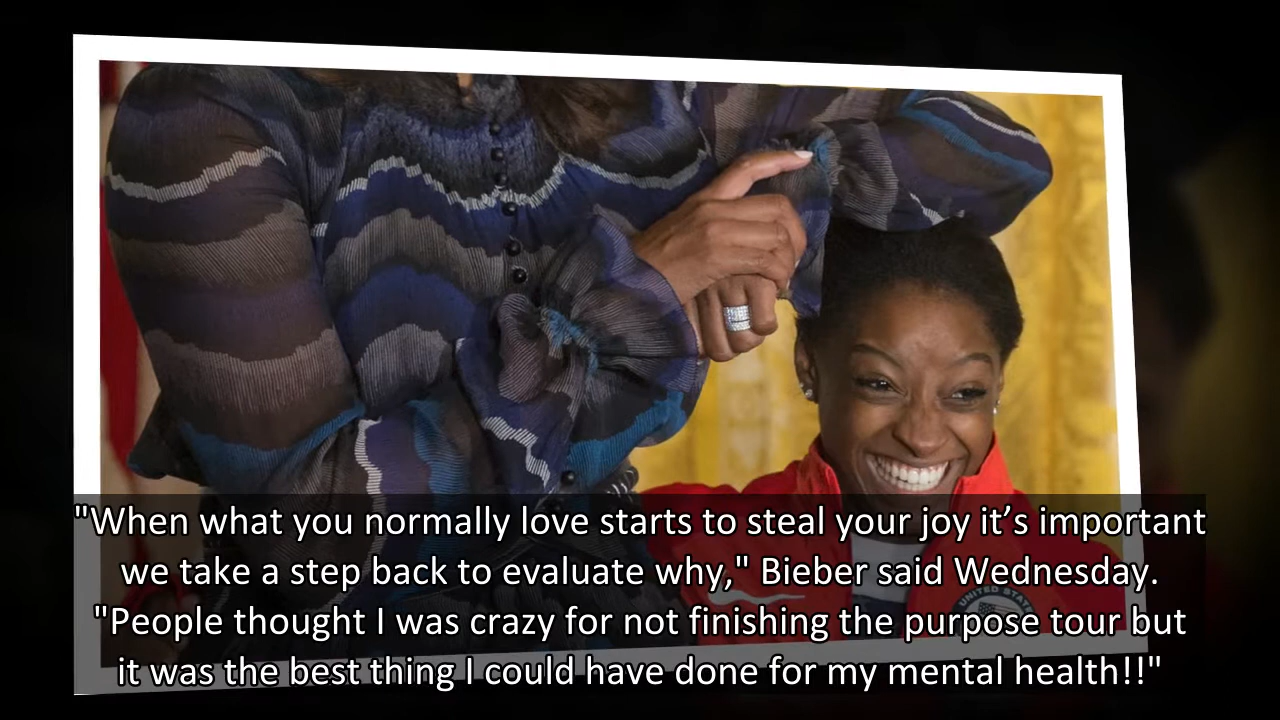 UNITED STATES
"When what you normally love starts to steal your joy it’s important
we take a step back to evaluate why," Bieber said Wednesday.
"People thought I was crazy for not finishing the purpose tour but
it was the best thing I could have done for my mental health!!"